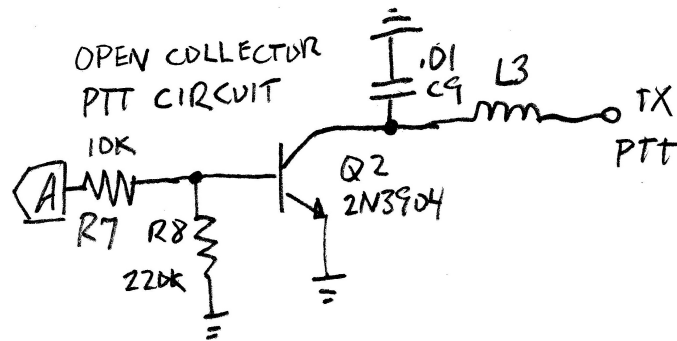 OPEN COLLECTOR
PTT CIRCUIT
.01
C9
L3
TX
PTT
10K
A
R7
R8
220K
Q2
2N3904